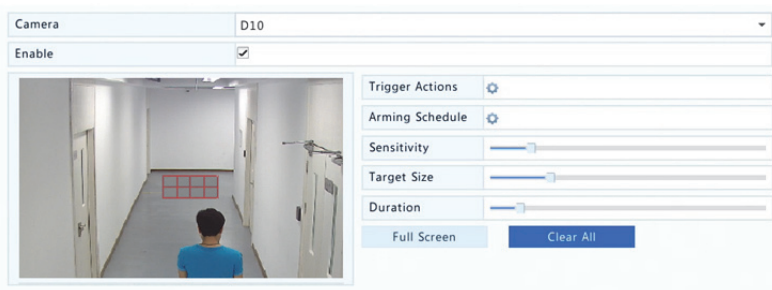 Camera D10
Enable
Trigger Actions
Arming Schedule
Sensitivity
Target Size
Duration
Full Screen Clear All